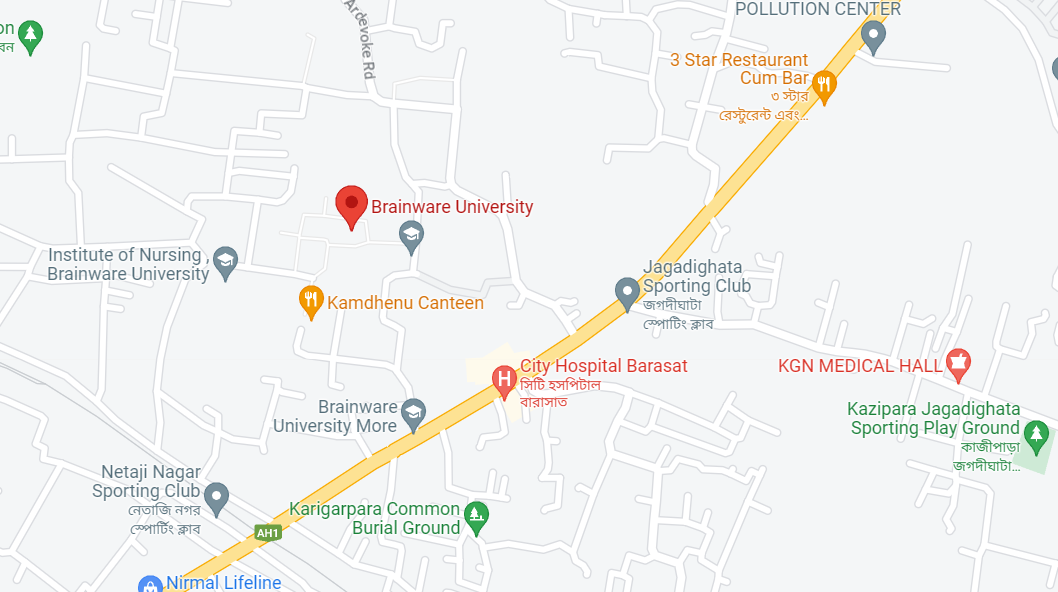 POLLUTION CENTER
on
বন
Ardevoke Rd
3 Star Restaurant
Cum Bar
৩ স্টার
রেস্টুরেন্ট এবং...
Brainware University
Institute of Nursing ,
Brainware University
Jagadighata
Sporting Club
জগদীঘাটা
স্পোটিং ক্লাব
Kamdhenu Canteen
City Hospital Barasat
সিটি হসপিটাল
বারাসাত
KGN MEDICAL HALL
Brainware
University More
Kazipara Jagadighata
Sporting Play Ground
কাজীপাড়া
জগদীঘাটা...
Netaji Nagar
Sporting Club
নেতাজি নগর
স্পোর্টিং ক্লাব
Karigarpara Common
Burial Ground
AH1
Nirmal Lifeline
H